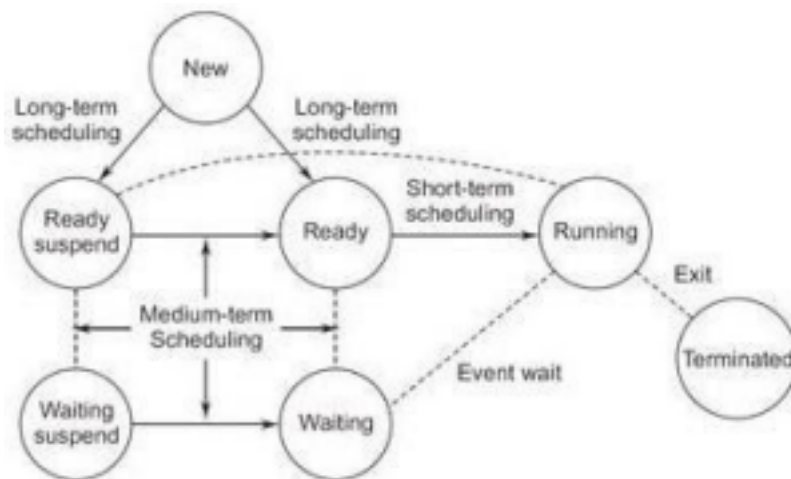 New
Long-term
scheduling
Long-term
scheduling
Ready
suspend
Ready
Short-term
scheduling
Running
Exit
Medium-term
Scheduling
Terminated
Event wait
Waiting
suspend
Waiting